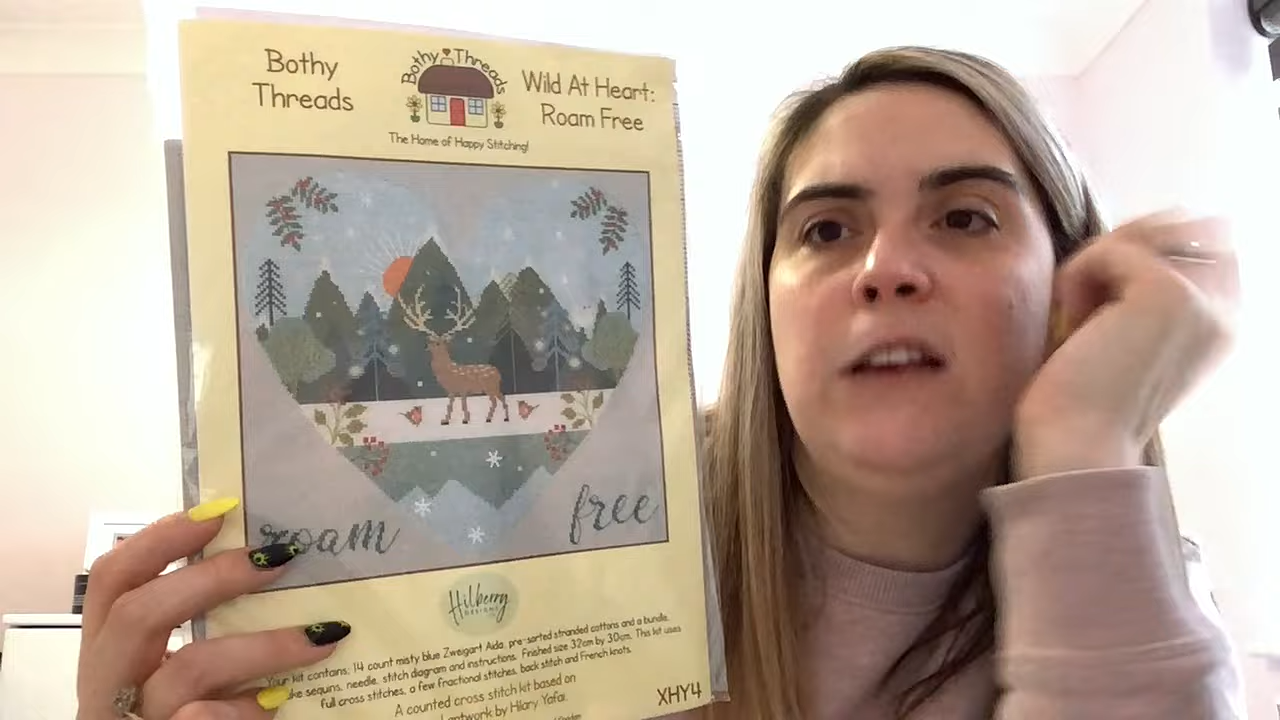 Bothy
Threads
Bothy Threads
The Home of Happy Stitching!
Wild At Heart:
Roam Free
roam
free
Hilberry
DESIGNS
Your kit contains: 14 count misty blue Zweigart Aida, pre-sorted stranded cottons and a bundle.
sequins, needle, stitch diagram and instructions. Finished size 32cm by 30cm. This kit uses
full cross stitches, a few fractional stitches, back stitch and French knots.
A counted cross stitch kit based on
artwork by Hilary Yafai.
XHY4